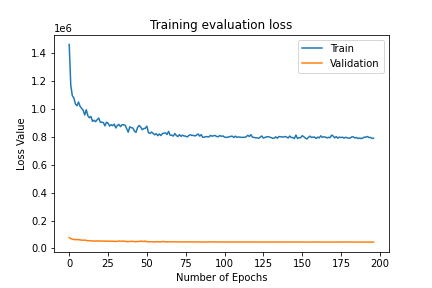 Training evaluation loss
1e6
Train
Validation
1.4
1.2
1.0
0.8
0.6
0.4
0.2
0.0
Loss Value
0 25 50 75 100 125 150 175 200
Number of Epochs